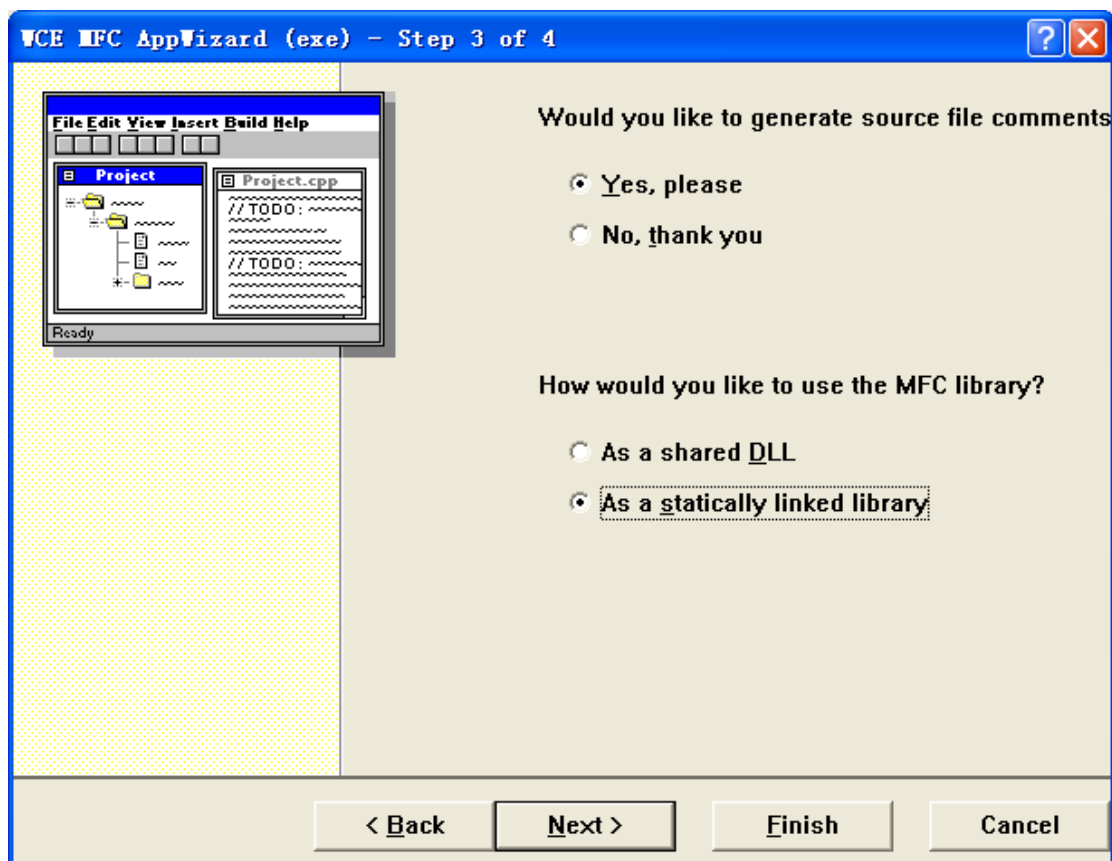 WCE MFC AppWizard (exe) - Step 3 of 4
File Edit View Insert Build Help
Project
Project.cpp
//TODO:
//TODO:
Ready
Would you like to generate source file comments
Yes, please
No, thank you
How would you like to use the MFC library?
As a shared DLL
As a statically linked library
< Back
Next >
Finish
Cancel